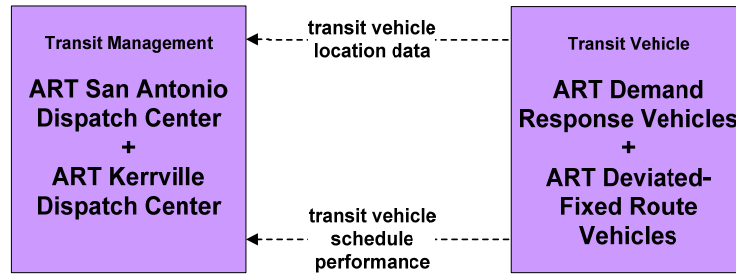 Transit Management
ART San Antonio
Dispatch Center
+
ART Kerrville
Dispatch Center
transit vehicle
location data
transit vehicle
schedule
performance
Transit Vehicle
ART Demand
Response Vehicles
+
ART Deviated-
Fixed Route
Vehicles